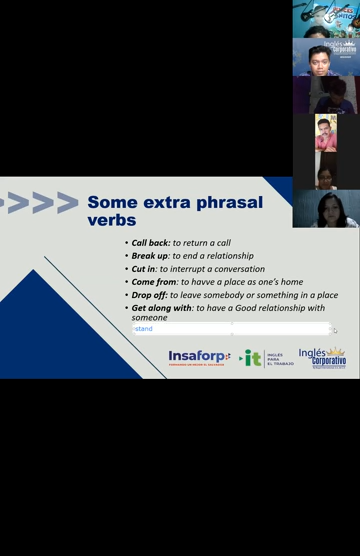 Inglés
Corporativo
>>>> Some extra phrasal
verbs
• Call back: to return a call
• Break up: to end a relationship
• Cut in: to interrupt a conversation
• Come from: to havve a place as one's home
• Drop off: to leave somebody or something in a place
• Get along with: to have a Good relationship with
someone
stand
Insaforp
it
INGLÉS
PARA
EL TRABAJO
Inglés
Corporativo